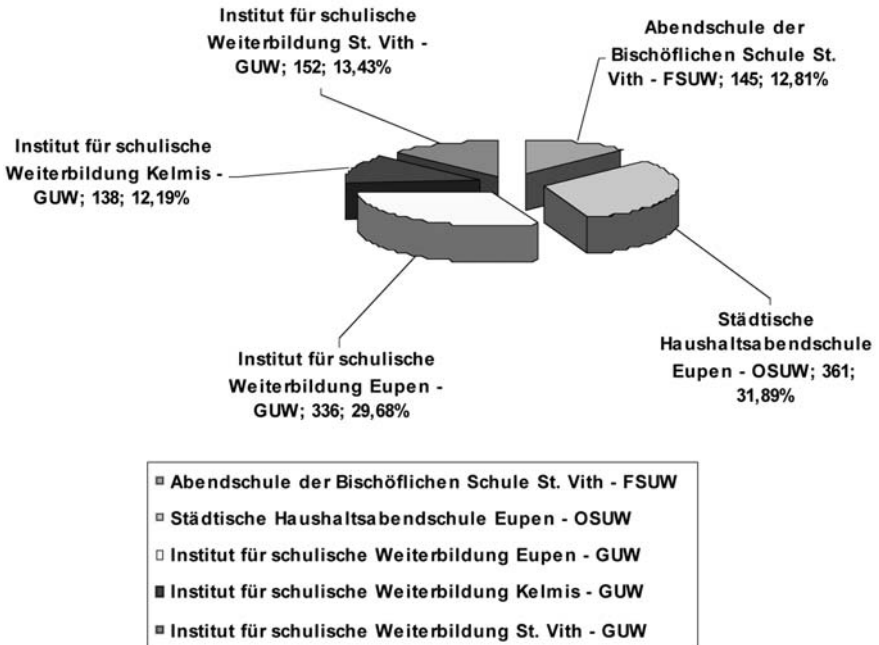 Institut für schulische
Weiterbildung St. Vith -
GUW; 152; 13,43%
Abendschule der
Bischöflichen Schule St.
Vith - FSUW; 145; 12,81%
Institut für schulische
Weiterbildung Kelmis -
GUW; 138; 12,19%
Städtische
Haushaltsabendschule
Eupen - OSUW; 361;
31,89%
Institut für schulische
Weiterbildung Eupen -
GUW; 336; 29,68%
Abendschule der Bischöflichen Schule St. Vith - FSUW
Städtische Haushaltsabendschule Eupen - OSUW
Institut für schulische Weiterbildung Eupen - GUW
Institut für schulische Weiterbildung Kelmis - GUW
Institut für schulische Weiterbildung St. Vith - GUW